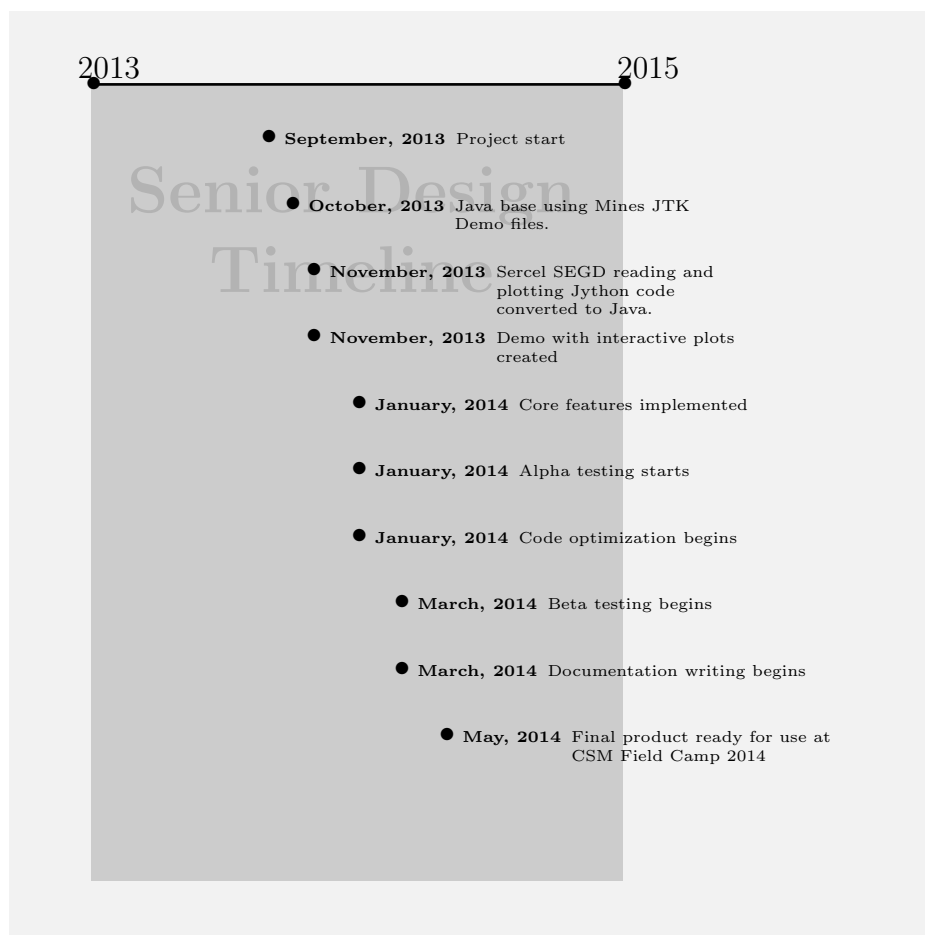 2013 2015
September, 2013 Project start
Senior Design
October, 2013 Java base using Mines JTK
Demo files.
Timeline
November, 2013 Sercel SEGD reading and
plotting Jython code
converted to Java.
November, 2013 Demo with interactive plots
created
January, 2014 Core features implemented
January, 2014 Alpha testing starts
January, 2014 Code optimization begins
March, 2014 Beta testing begins
March, 2014 Documentation writing begins
May, 2014 Final product ready for use at
CSM Field Camp 2014